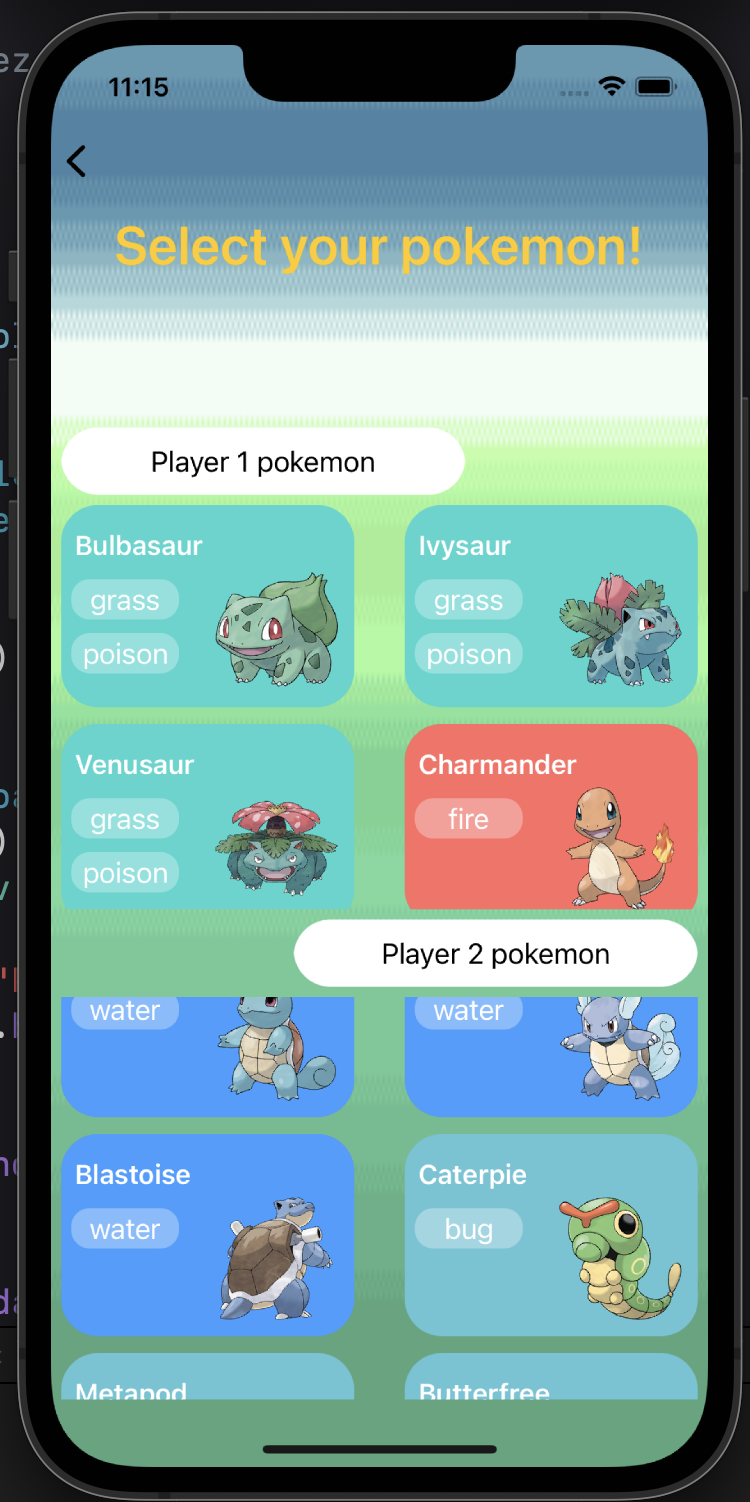 11:15
Select your pokemon!
Player 1 pokemon
Bulbasaur
grass
poison
Ivysaur
grass
poison
Venusaur
grass
poison
Charmander
fire
Player 2 pokemon
water
water
Blastoise
water
Caterpie
bug
Metapod
Butterfree